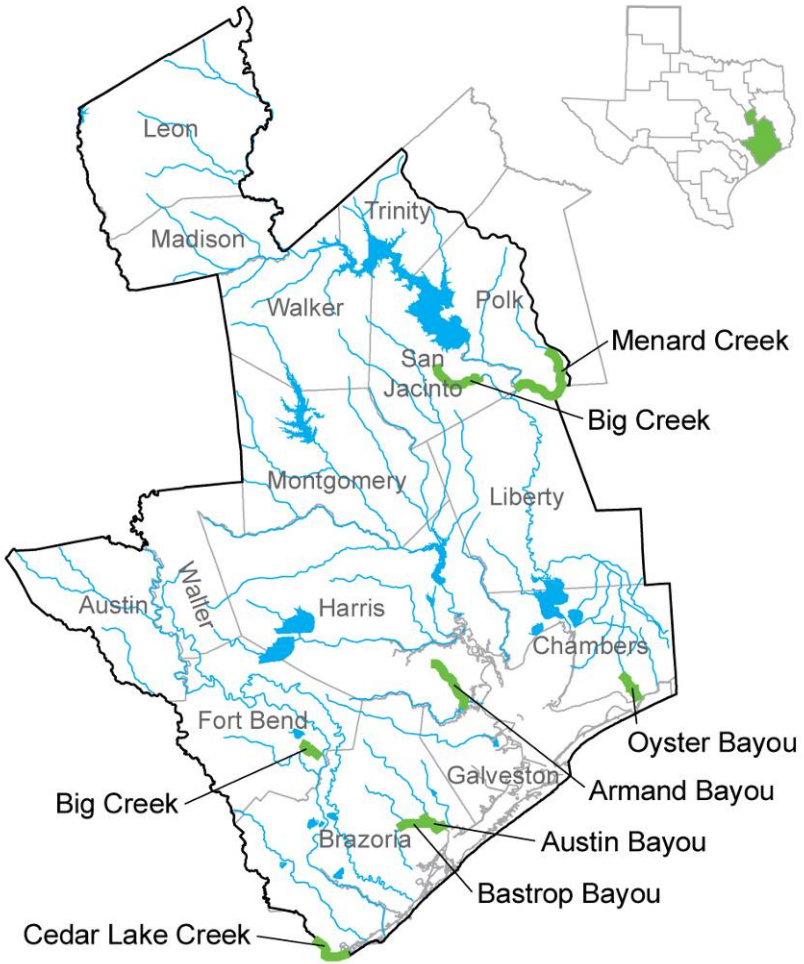 Leon
Madison
Trinity
Walker
Polk
San
Jacinto
Menard Creek
Big Creek
Montgomery
Liberty
Austin
Waller
Harris
Chambers
Fort Bend
Oyster Bayou
Galveston
Armand Bayou
Big Creek
Brazoria
Austin Bayou
Bastrop Bayou
Cedar Lake Creek